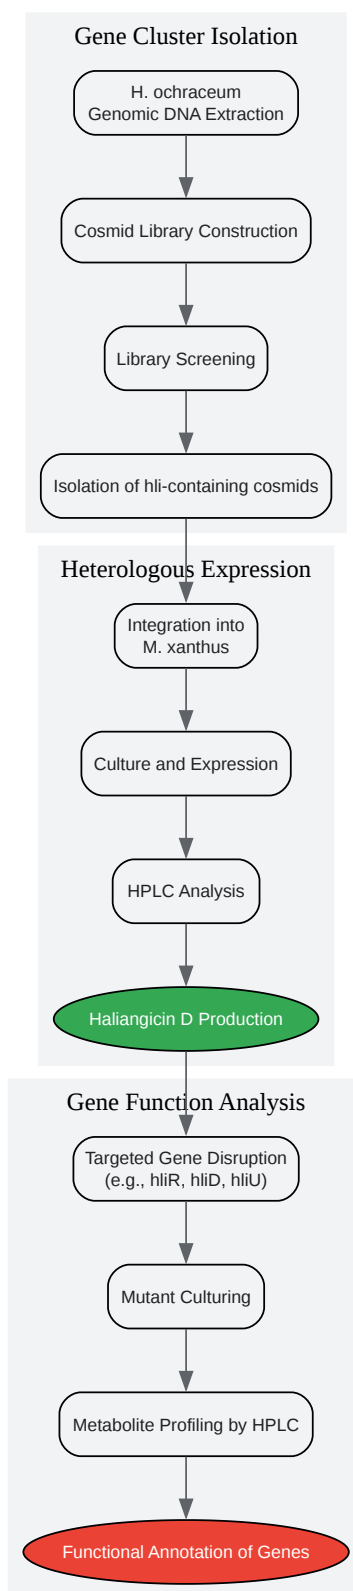 Gene Cluster Isolation
H. ochraceum
Genomic DNA Extraction
Cosmid Library Construction
Library Screening
Isolation of hli-containing cosmids
Heterologous Expression
Integration into
M. xanthus
Culture and Expression
HPLC Analysis
Haliangicin D Production
Gene Function Analysis
Targeted Gene Disruption
(e.g., hliR, hliD, hliU)
Mutant Culturing
Metabolite Profiling by HPLC
Functional Annotation of Genes